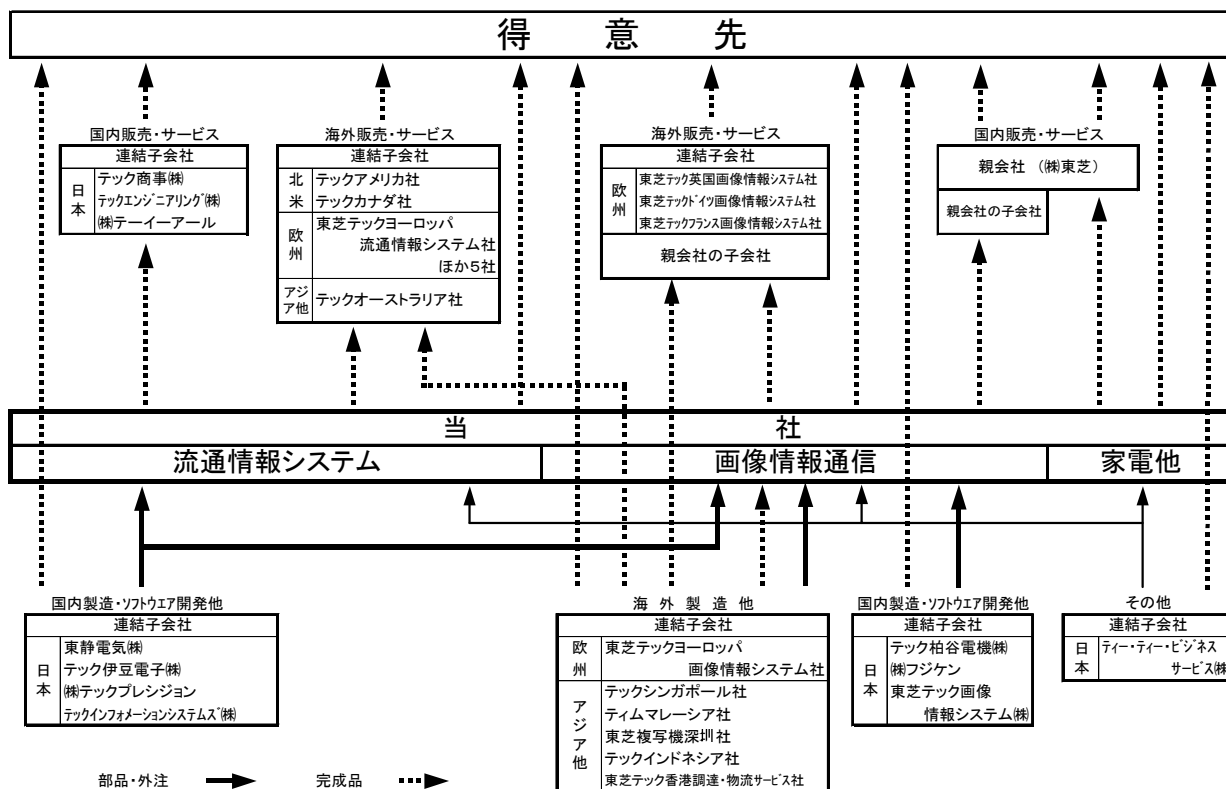 得意先
国内販売・サービス
連結子会社
日本
テック商事㈱
テックエンジニアリング㈱
㈱テーイーアール
海外販売・サービス
連結子会社
北米
テックアメリカ社
テックカナダ社
欧州
東芝テックヨーロッパ
流通情報システム社
ほか5社
アジア他
テックオーストラリア社
海外販売・サービス
連結子会社
欧州
東芝テック英国画像情報システム社
東芝テックドイツ画像情報システム社
東芝テックフランス画像情報システム社
親会社の子会社
国内販売・サービス
親会社 (㈱東芝)
親会社の子会社
当社
流通情報システム
画像情報通信
家電他
国内製造・ソフトウエア開発他
連結子会社
日本
東静電気㈱
テック伊豆電子㈱
㈱テックプレシジョン
テックインフォメーションシステムズ㈱
海外製造他
連結子会社
欧州
東芝テックヨーロッパ
画像情報システム社
アジア他
テックシンガポール社
ティムマレーシア社
東芝複写機深圳社
テックインドネシア社
東芝テック香港調達・物流サービス社
国内製造・ソフトウエア開発他
連結子会社
日本
テック柏谷電機㈱
㈱フジケン
東芝テック画像
情報システム㈱
その他
連結子会社
日本
ティー・ティー・ビジネス
サービス㈱
部品・外注
完成品